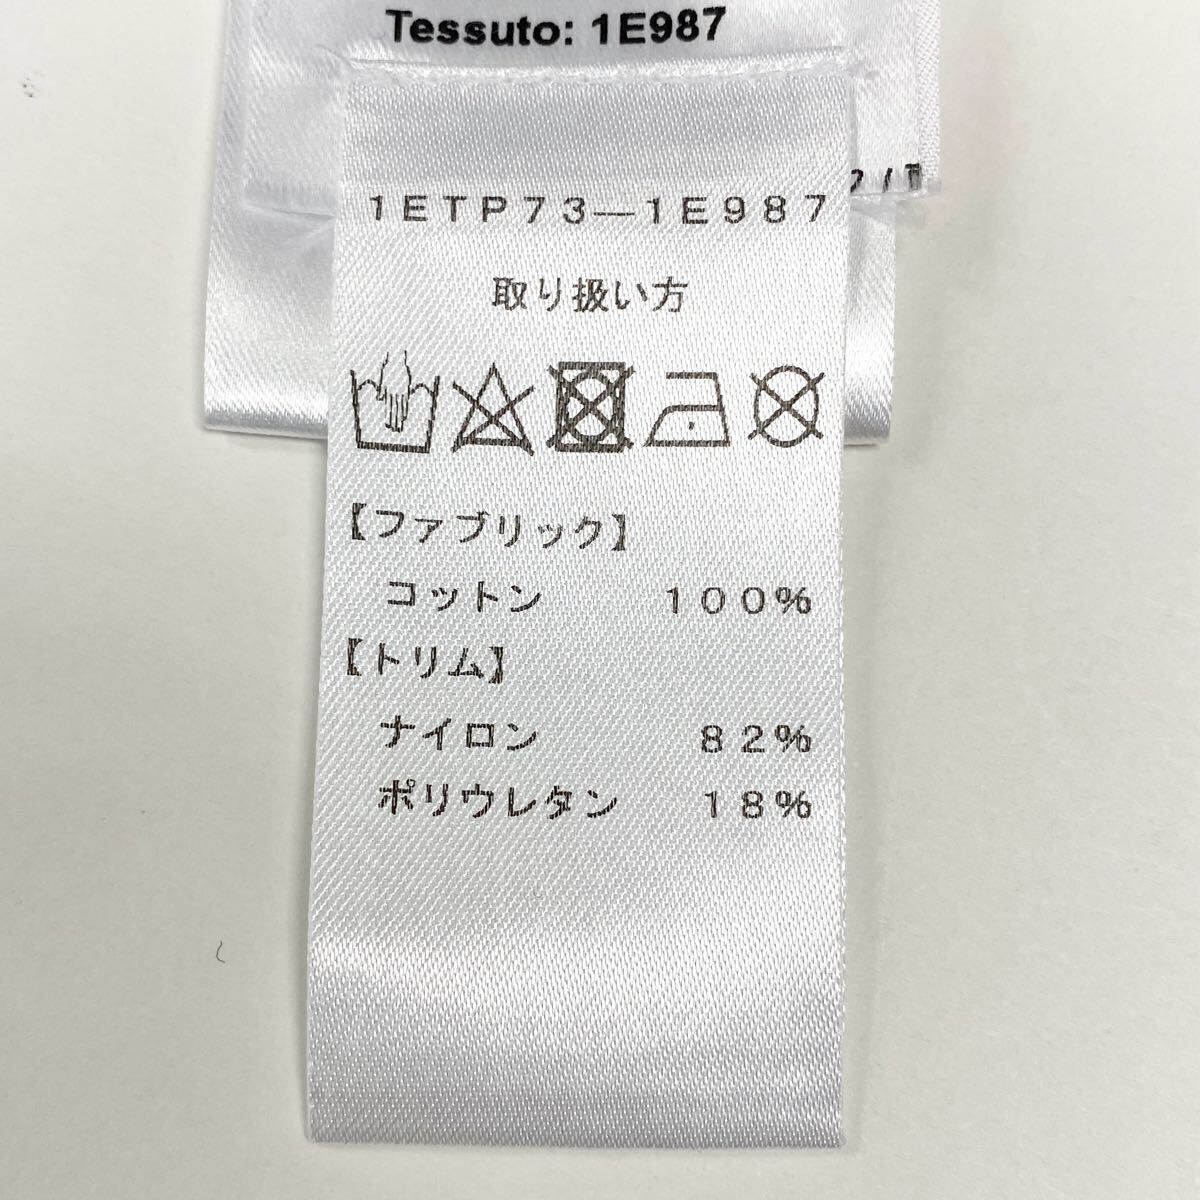 Tessuto: 1E987
1ETP73—1E987
取り扱い方
【ファブリック】
コットン 100%
【トリム】
ナイロン 82%
ポリウレタン 18%